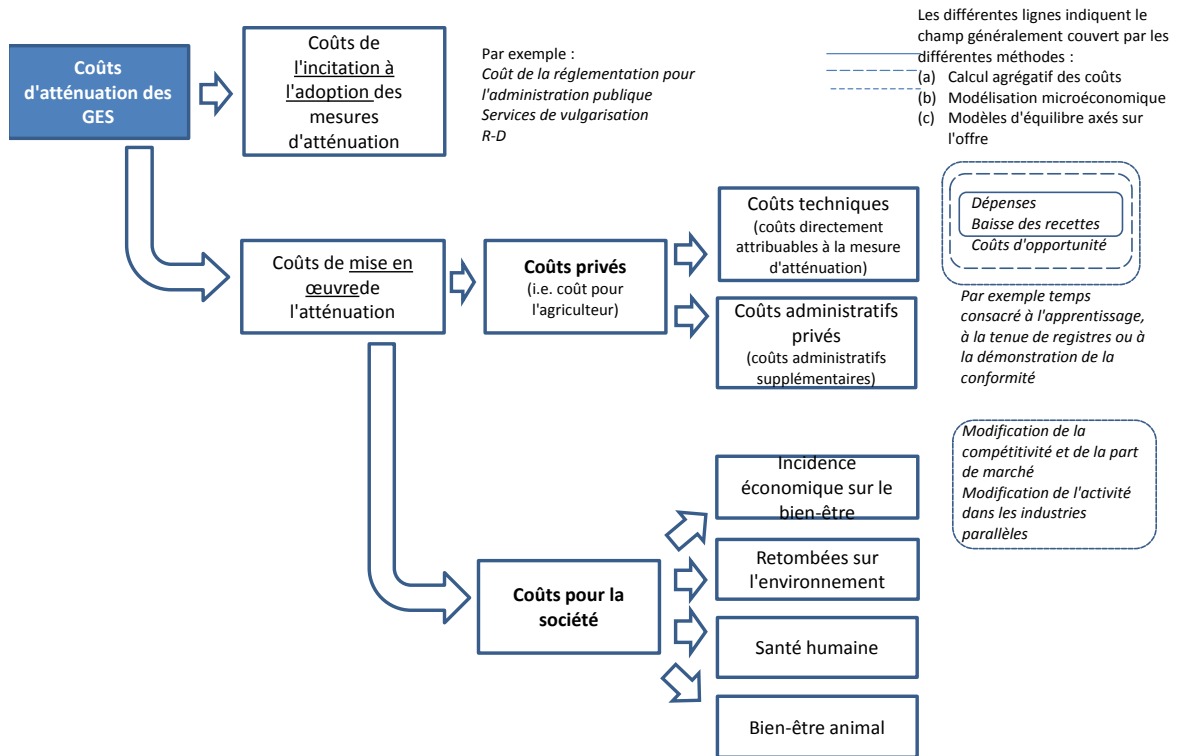 Coûts
d'atténuation des
GES
Coûts de
l'incitation à
l'adoption des
mesures
d'atténuation
Par exemple :
Coût de la réglementation pour
l'administration publique
Services de vulgarisation
R-D
Les différentes lignes indiquent le
champ généralement couvert par les
différentes méthodes :
(a) Calcul agrégatif des coûts
(b) Modélisation microéconomique
(c) Modèles d'équilibre axés sur
l'offre
Coûts de mise en
œuvrede
l'atténuation
Coûts privés
(i.e. coût pour
l'agriculteur)
Coûts techniques
(coûts directement
attribuables à la mesure
d'atténuation)
Dépenses
Baisse des recettes
Coûts d'opportunité
Coûts administratifs
privés
(coûts administratifs
supplémentaires)
Par exemple temps
consacré à l'apprentissage,
à la tenue de registres ou à
la démonstration de la
conformité
Coûts pour la
société
Incidence
économique sur le
bien-être
Modification de la
compétitivité et de la part
de marché
Modification de l'activité
dans les industries
parallèles
Retombées sur
l'environnement
Santé humaine
Bien-être animal